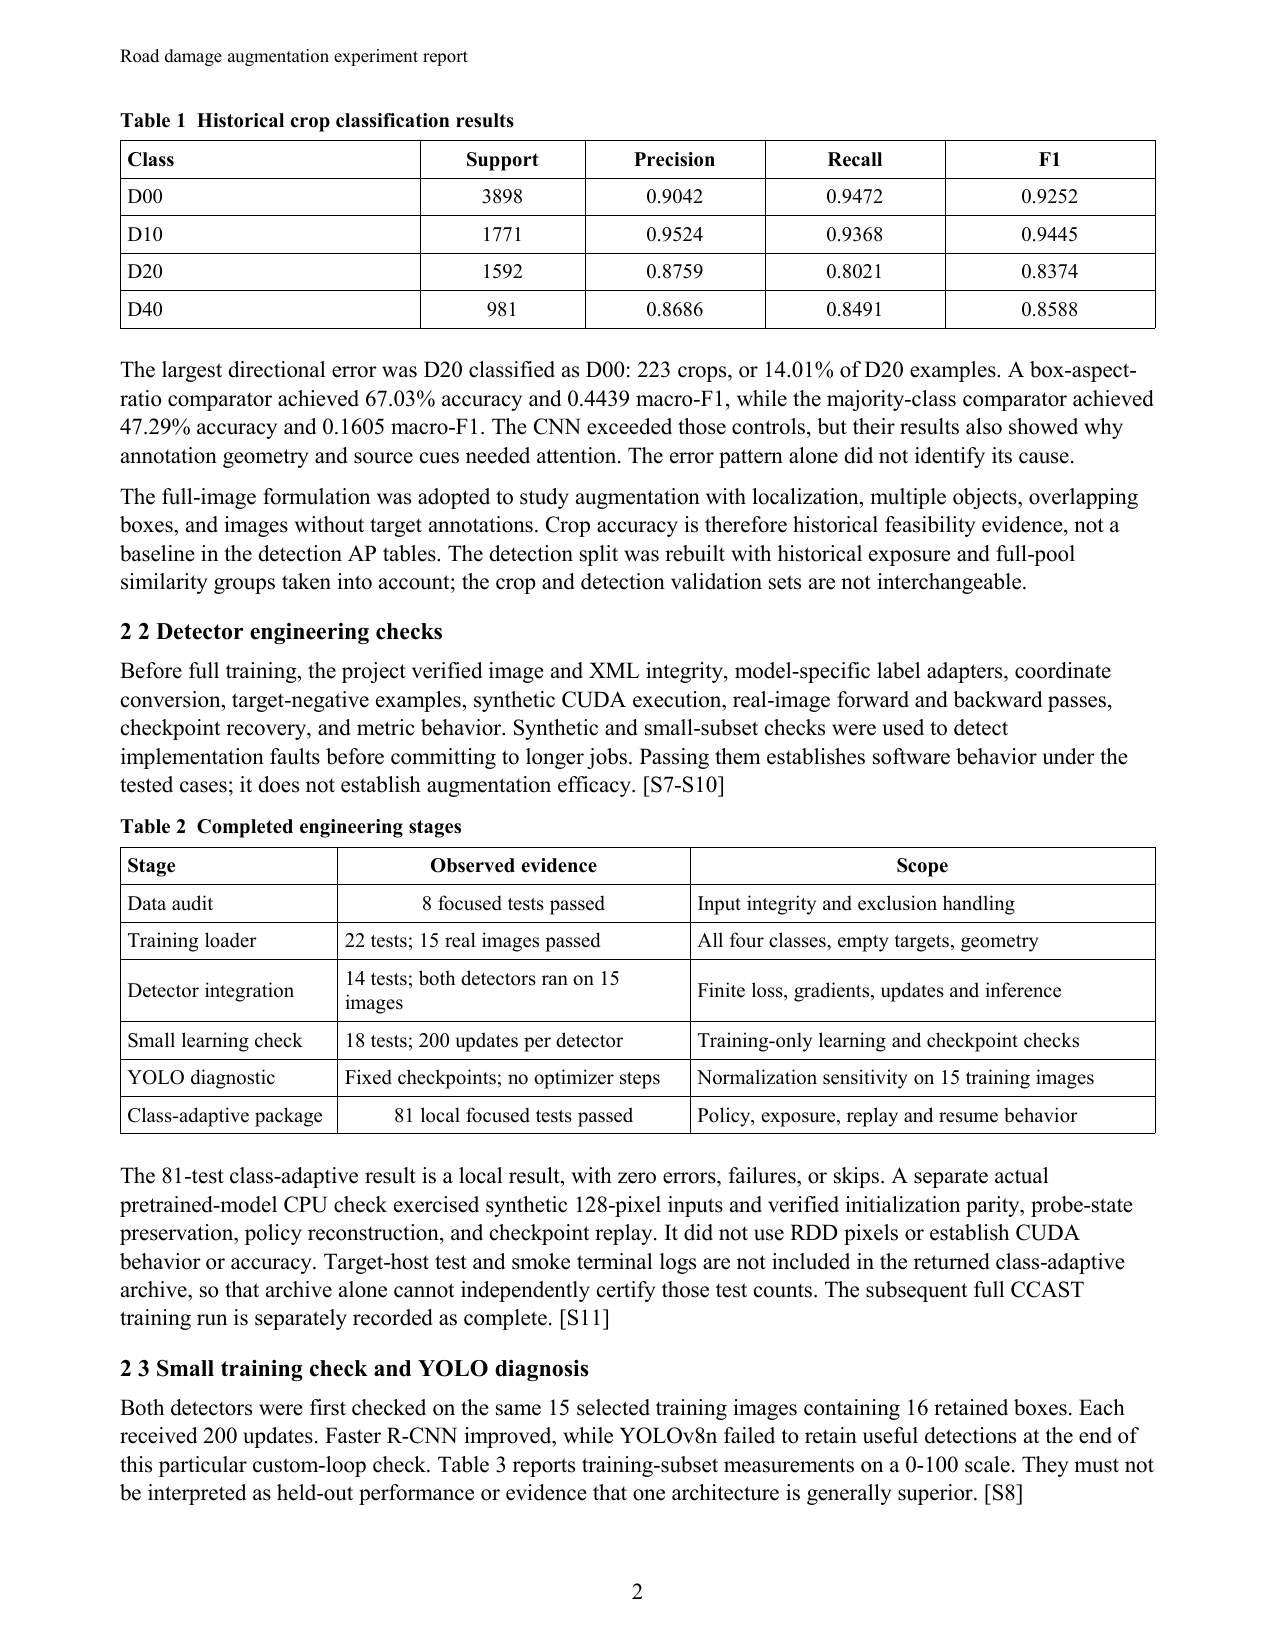 Road damage augmentation experiment report
Table 1 Historical crop classification results
Class Support Precision Recall F1
D00 3898 0.9042 0.9472 0.9252
D10 1771 0.9524 0.9368 0.9445
D20 1592 0.8759 0.8021 0.8374
D40 981 0.8686 0.8491 0.8588
The largest directional error was D20 classified as D00: 223 crops, or 14.01% of D20 examples. A box-aspect-
ratio comparator achieved 67.03% accuracy and 0.4439 macro-F1, while the majority-class comparator achieved
47.29% accuracy and 0.1605 macro-F1. The CNN exceeded those controls, but their results also showed why
annotation geometry and source cues needed attention. The error pattern alone did not identify its cause.
The full-image formulation was adopted to study augmentation with localization, multiple objects, overlapping
boxes, and images without target annotations. Crop accuracy is therefore historical feasibility evidence, not a
baseline in the detection AP tables. The detection split was rebuilt with historical exposure and full-pool
similarity groups taken into account; the crop and detection validation sets are not interchangeable.
2 2 Detector engineering checks
Before full training, the project verified image and XML integrity, model-specific label adapters, coordinate
conversion, target-negative examples, synthetic CUDA execution, real-image forward and backward passes,
checkpoint recovery, and metric behavior. Synthetic and small-subset checks were used to detect
implementation faults before committing to longer jobs. Passing them establishes software behavior under the
tested cases; it does not establish augmentation efficacy. [S7-S10]
Table 2 Completed engineering stages
Stage Observed evidence Scope
Data audit 8 focused tests passed Input integrity and exclusion handling
Training loader 22 tests; 15 real images passed All four classes, empty targets, geometry
Detector integration 14 tests; both detectors ran on 15 images Finite loss, gradients, updates and inference
Small learning check 18 tests; 200 updates per detector Training-only learning and checkpoint checks
YOLO diagnostic Fixed checkpoints; no optimizer steps Normalization sensitivity on 15 training images
Class-adaptive package 81 local focused tests passed Policy, exposure, replay and resume behavior
The 81-test class-adaptive result is a local result, with zero errors, failures, or skips. A separate actual
pretrained-model CPU check exercised synthetic 128-pixel inputs and verified initialization parity, probe-state
preservation, policy reconstruction, and checkpoint replay. It did not use RDD pixels or establish CUDA
behavior or accuracy. Target-host test and smoke terminal logs are not included in the returned class-adaptive
archive, so that archive alone cannot independently certify those test counts. The subsequent full CCAST
training run is separately recorded as complete. [S11]
2 3 Small training check and YOLO diagnosis
Both detectors were first checked on the same 15 selected training images containing 16 retained boxes. Each
received 200 updates. Faster R-CNN improved, while YOLOv8n failed to retain useful detections at the end of
this particular custom-loop check. Table 3 reports training-subset measurements on a 0-100 scale. They must not
be interpreted as held-out performance or evidence that one architecture is generally superior. [S8]
2